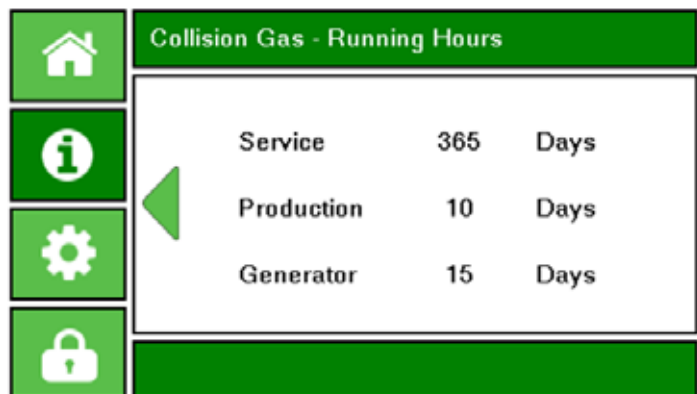 Collision Gas - Running Hours
Service 365 Days
Production 10 Days
Generator 15 Days